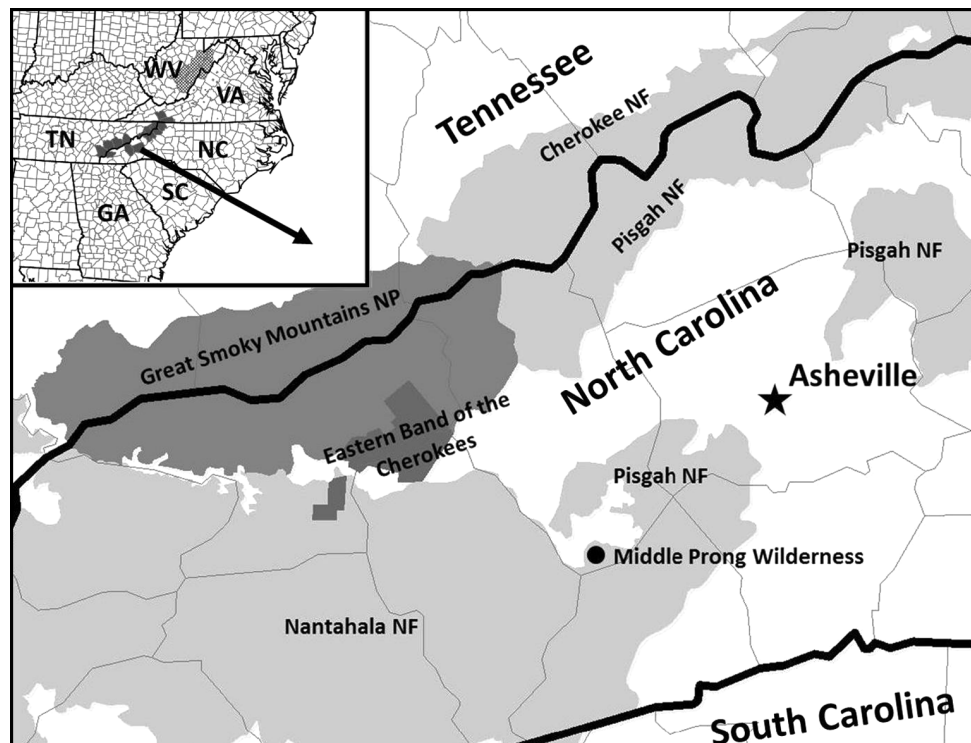 WV
VA
TN
NC
SC
GA
Tennessee
Cherokee NF
Pisgah NF
Pisgah NF
Great Smoky Mountains NP
North Carolina
Asheville
Eastern Band of the
Cherokees
Pisgah NF
Middle Prong Wilderness
Nantahala NF
South Carolina